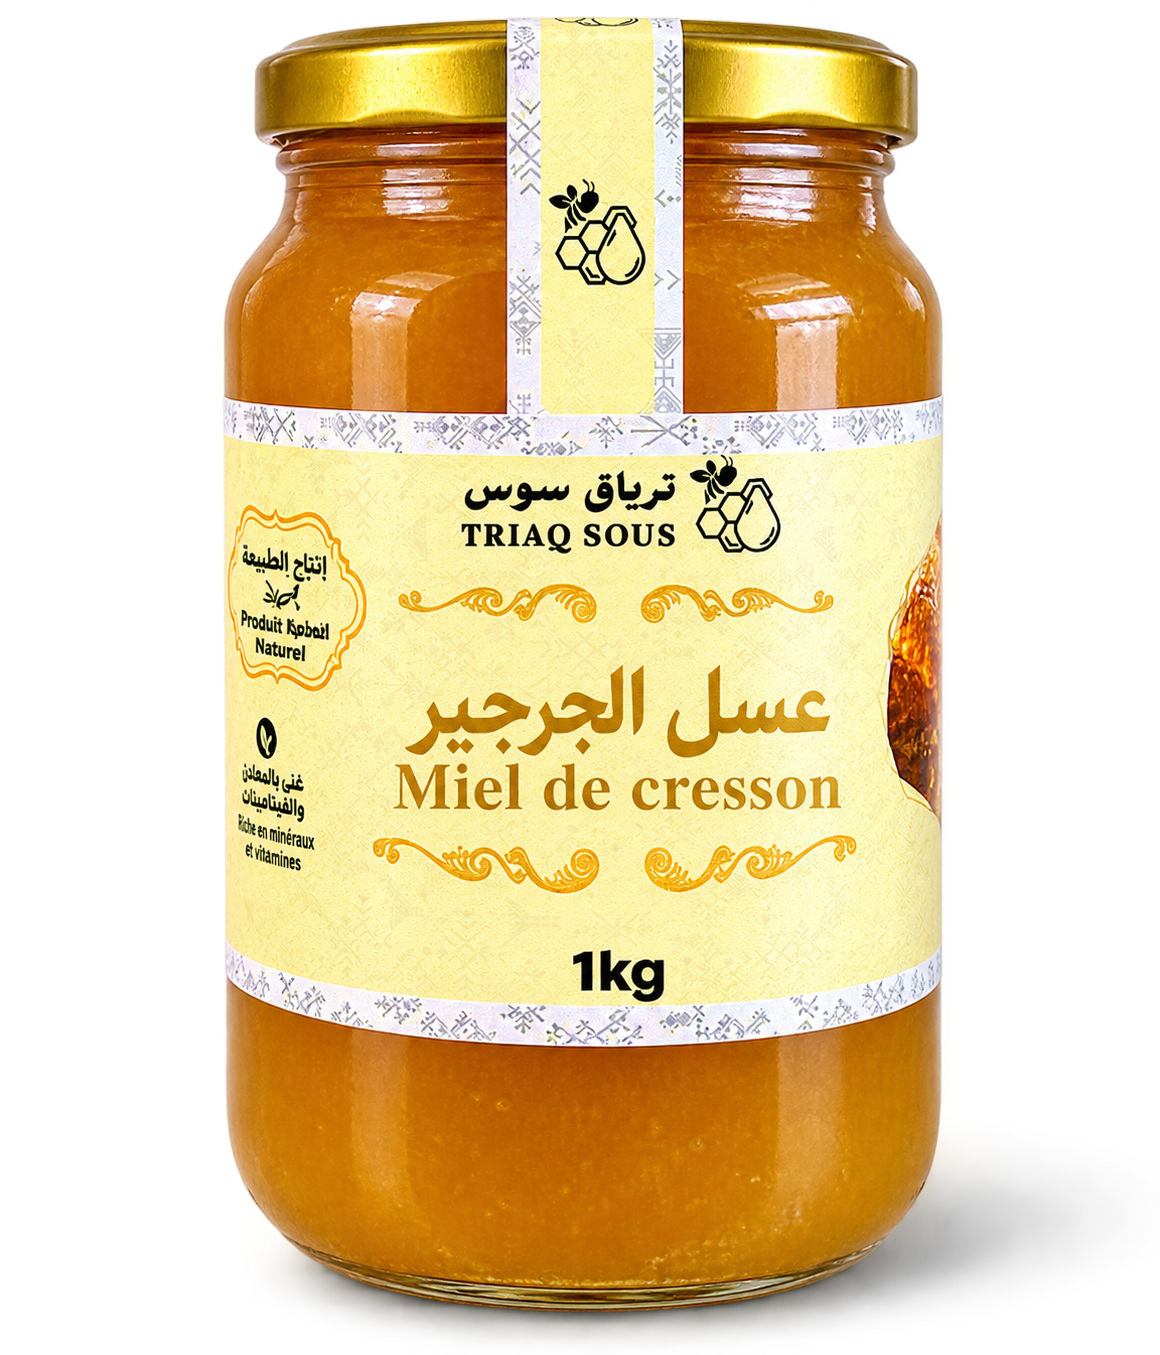 ترياق سوس
TRIAQ SOUS
إنتاج الطبيعة
Produit
Naturel
عسل الجرجير
Miel de cresson
غني بالمعادن
والفيتامينات
Riche en minéraux
et vitamines
1kg